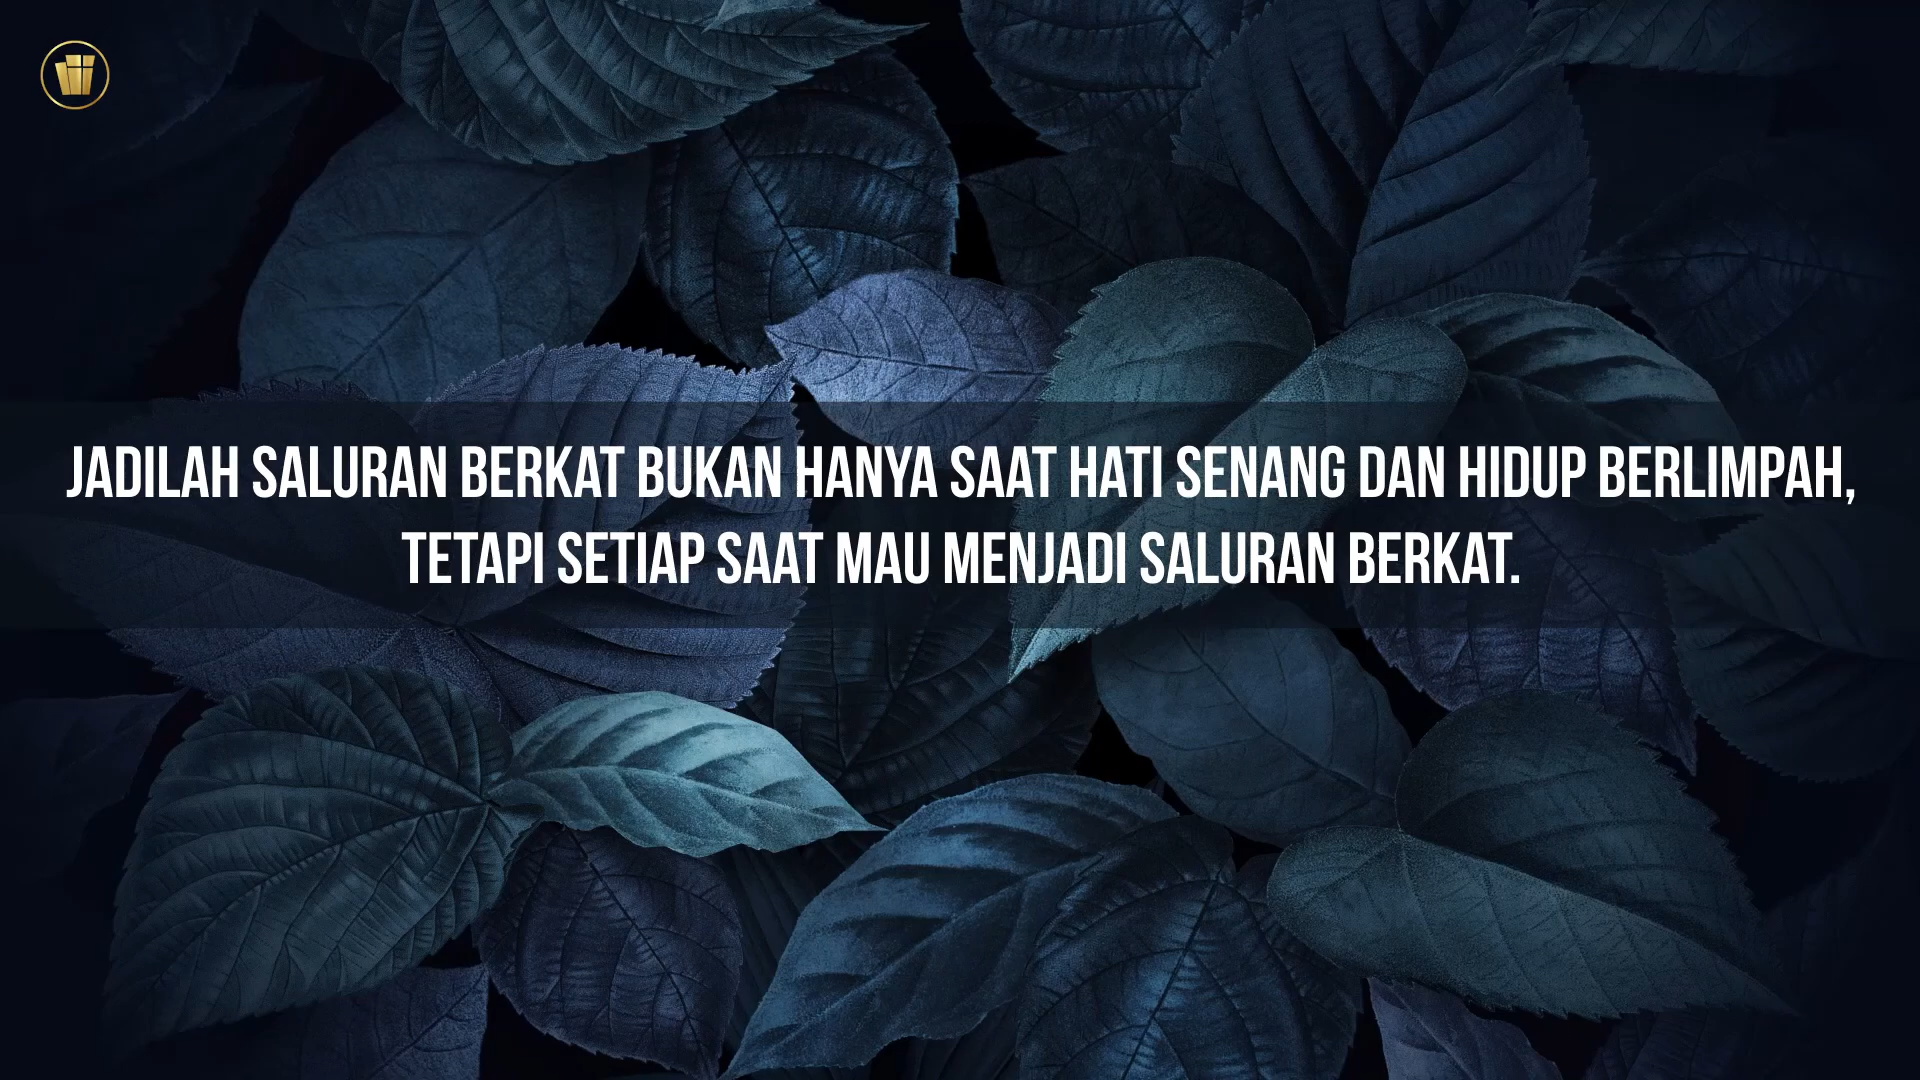 JADILAH SALURAN BERKAT BUKAN HANYA SAAT HATI SENANG DAN HIDUP BERLIMPAH,
TETAPI SETIAP SAAT MAU MENJADI SALURAN BERKAT.